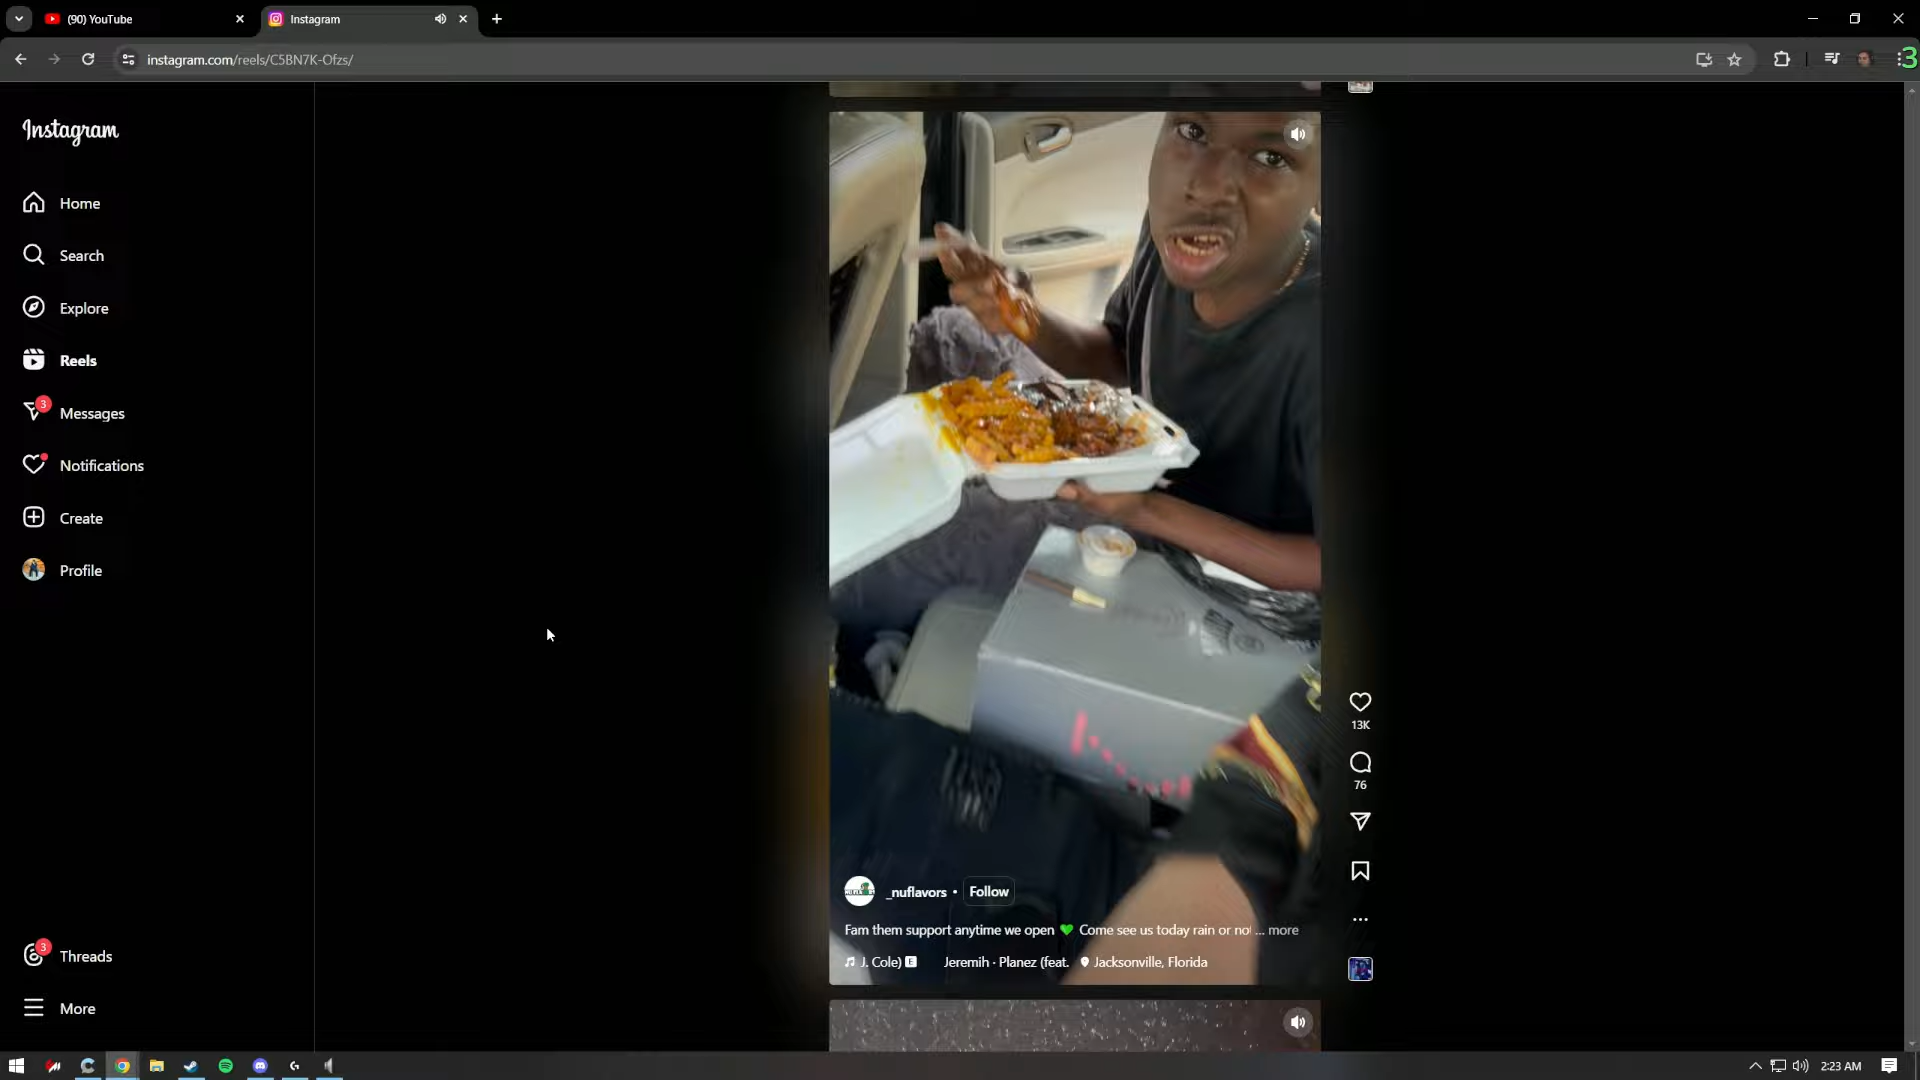 (90) YouTube
Instagram
instagram.com/reels/C5BN7K-Ofzs/
3
Instagram
Home
Search
Explore
Reels
3
Messages
Notifications
Create
Profile
3
Threads
More
13K
76
_nuflavors • Follow
Fam them support anytime we open 💚 Come see us today rain or no ... more
J. Cole) E Jeremih · Planez (feat. Jacksonville, Florida
2:23 AM